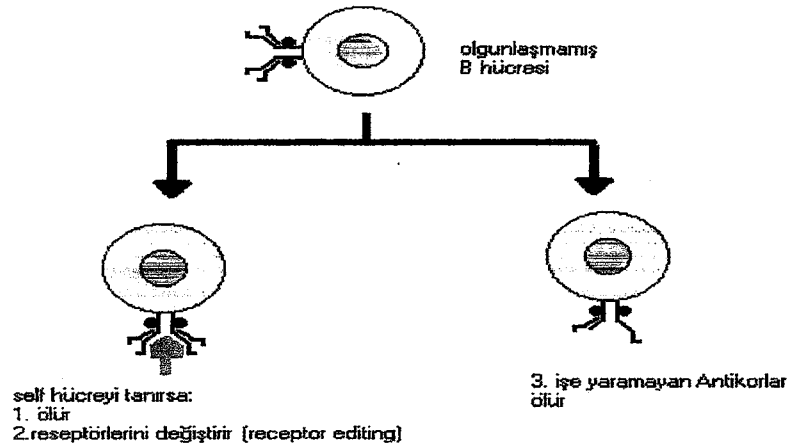 olgunlaşmamış
B hücresi
self hücreyi tanırsa:
1. ölür
2.reseptörlerini değiştirir (receptor editing)
3. işe yaramayan Antikorlar
ölür